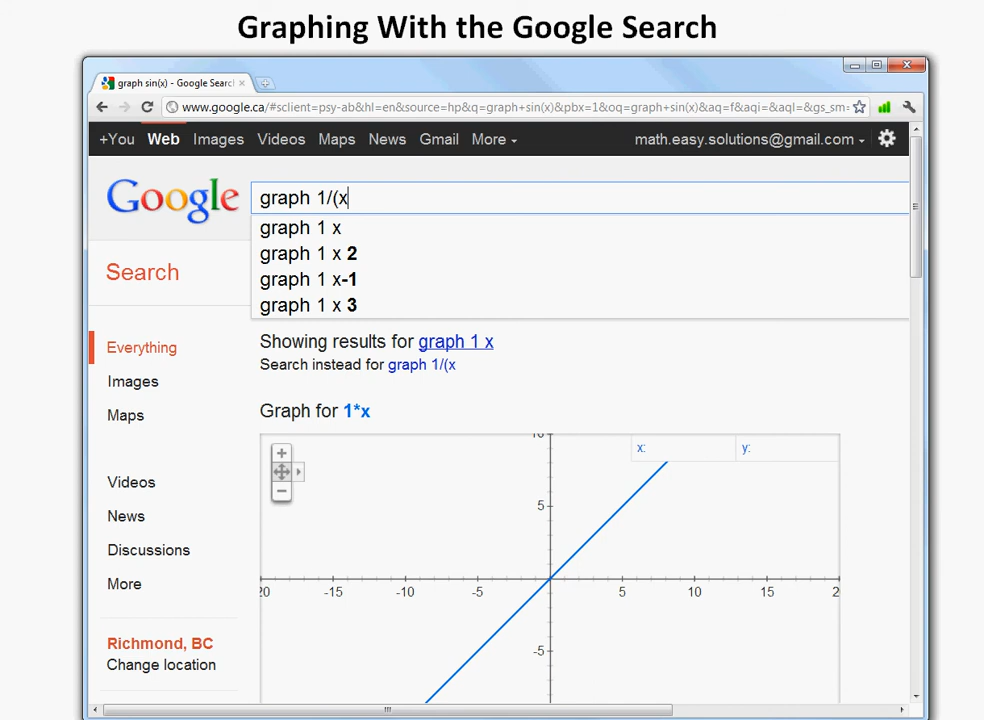 Graphing With the Google Search
graph sin(x) - Google Searcl
www.google.ca/#sclient=psy-ab&hl=en&source=hp&q=graph+sin(x)&pbx=1&oq=graph+sin(x)&aq=f&aqi=&aql=&gs_sm=
+You Web Images Videos Maps News Gmail More math.easy.solutions@gmail.com
Google
graph 1/(x
graph 1 x
graph 1 x 2
graph 1 x-1
graph 1 x 3
Search
Showing results for graph 1 x
Search instead for graph 1/(x
Everything
Images
Maps
Videos
News
Discussions
More
Richmond, BC
Change location
Graph for 1*x
x: y:
10
5
20 -15 -10 -5 5 10 15 2
-5